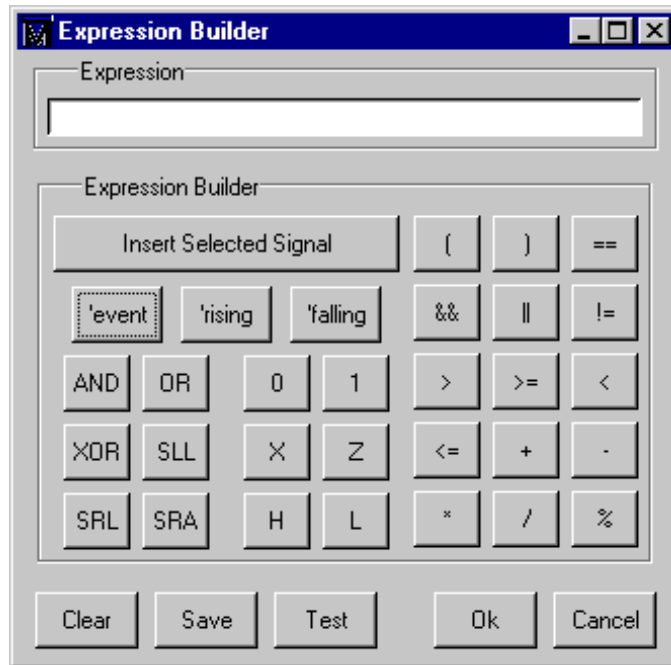 Expression Builder
Expression
Expression Builder
Insert Selected Signal ( ) ==
'event 'rising 'falling && || !=
AND OR 0 1 > >= <
XOR SLL X Z <= + -
SRL SRA H L * / %
Clear Save Test Ok Cancel